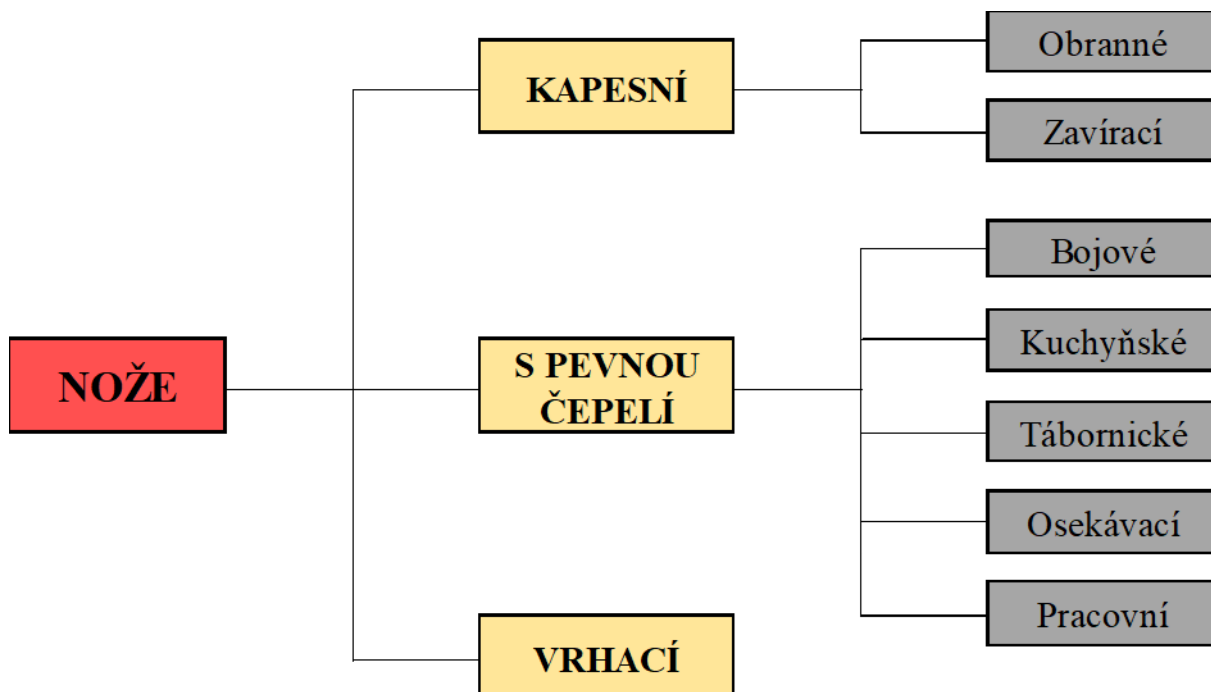 NOŽE
KAPESNÍ
Obranné
Zavírací
S PEVNOU
ČEPELÍ
Bojové
Kuchyňské
Tábornické
Osekávací
Pracovní
VRHACÍ